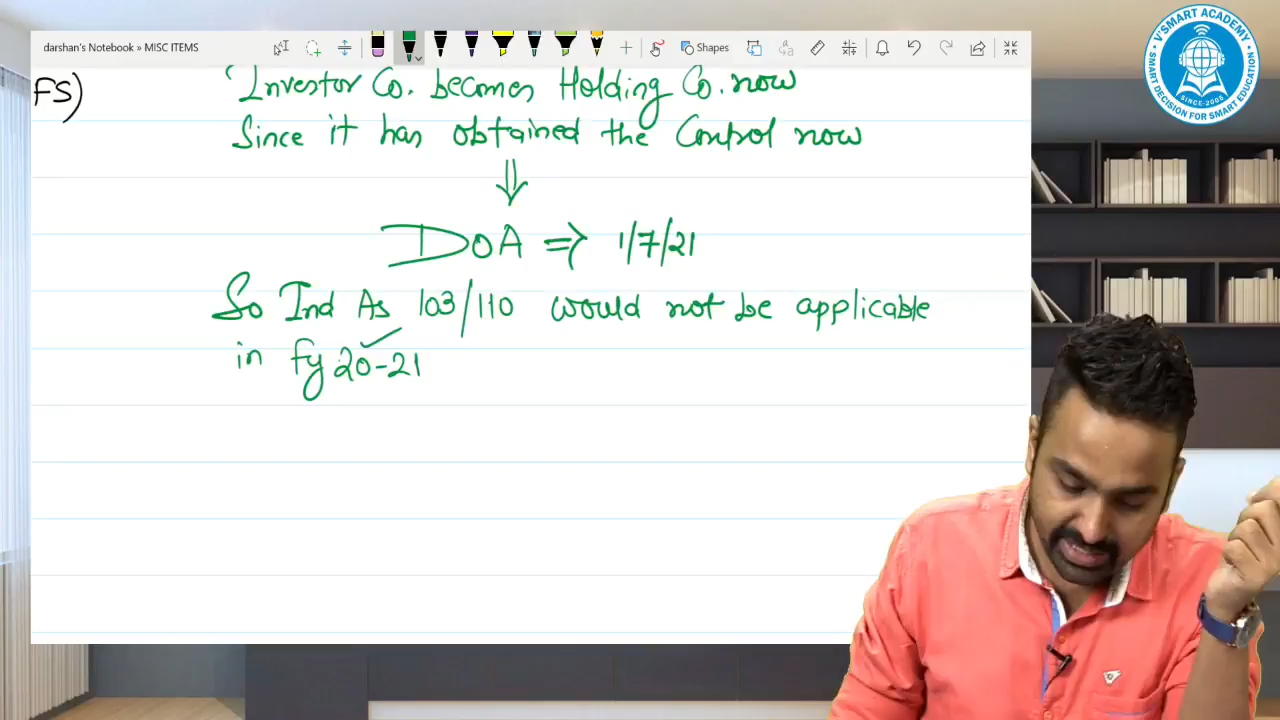 darshan's Notebook » MISC ITEMS
Shapes
FS)
Investor Co. becomes Holding Co. now
Since it has obtained the Control now
⇓
DOA ⇒ 1/7/21
So Ind As 103/110 would not be applicable
in Fy 20-21
V'SMART ACADEMY
SINCE-2005
SMART DECISION FOR SMART EDUCATION